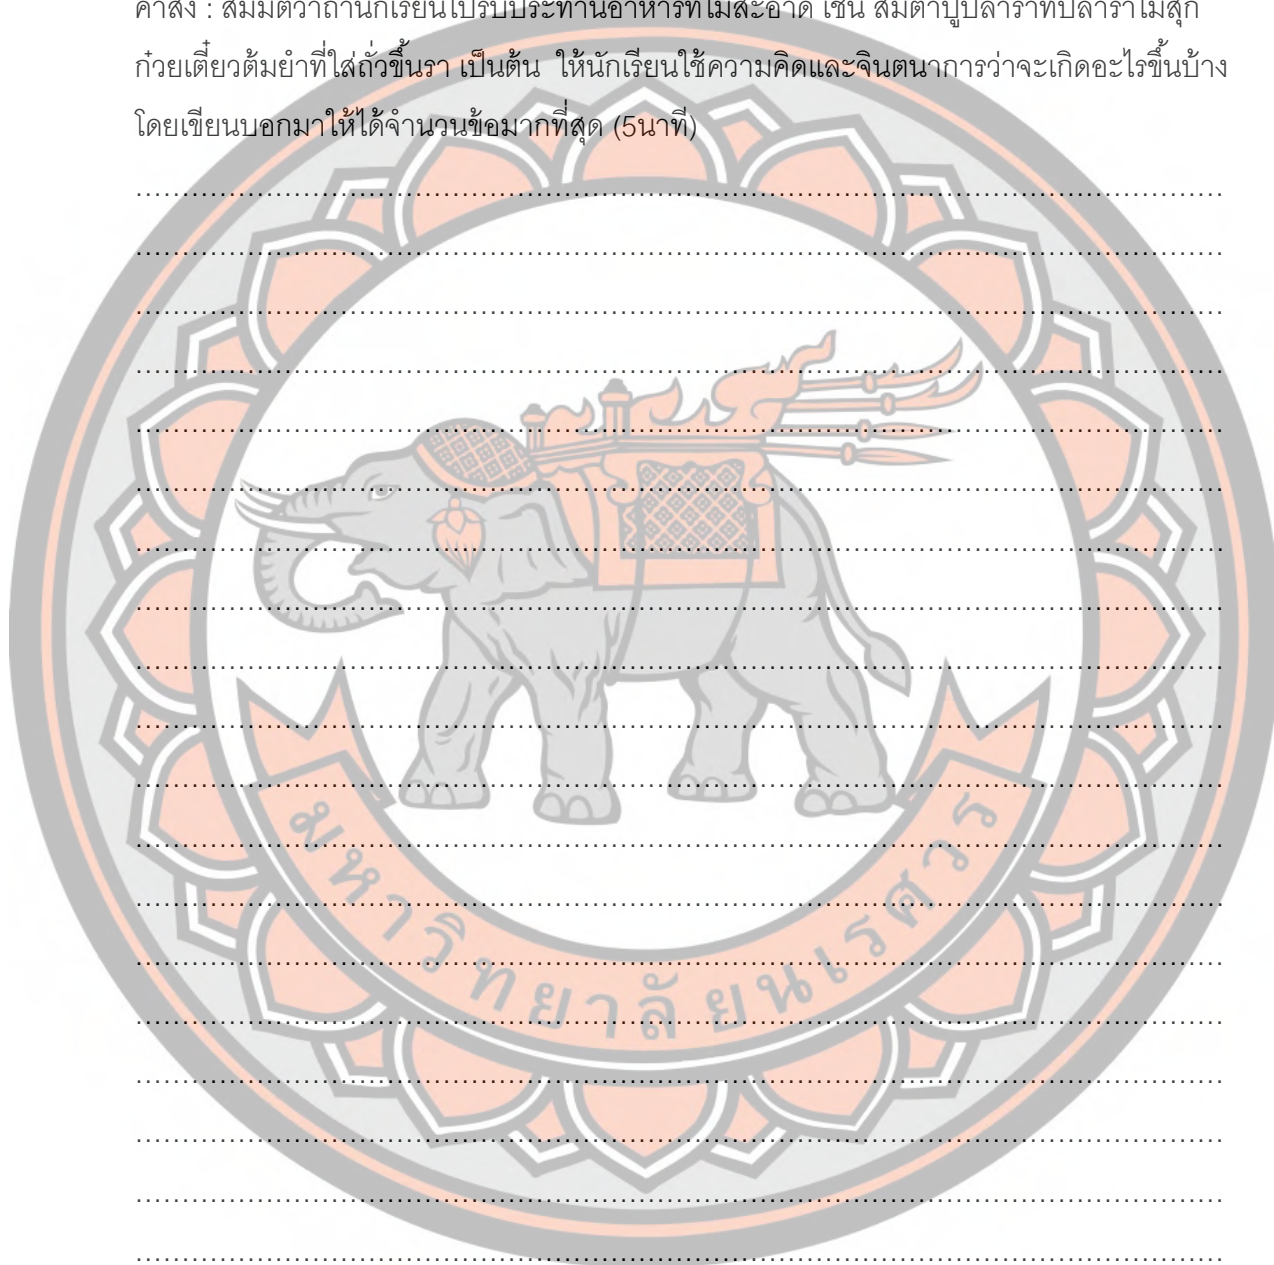 คำสั่ง : สมมติว่าถ้านักเรียนไปรับประทานอาหารที่ไม่สะอาด เช่น ส้มตำปูปลาร้าที่ปลาร้าไม่สุก
ก๋วยเตี๋ยวต้มยำที่ใส่ถั่วขึ้นรา เป็นต้น ให้นักเรียนใช้ความคิดและจินตนาการว่าจะเกิดอะไรขึ้นบ้าง
โดยเขียนบอกมาให้ได้จำนวนข้อมากที่สุด (5นาที)
มหาวิทยาลัยนเรศวร